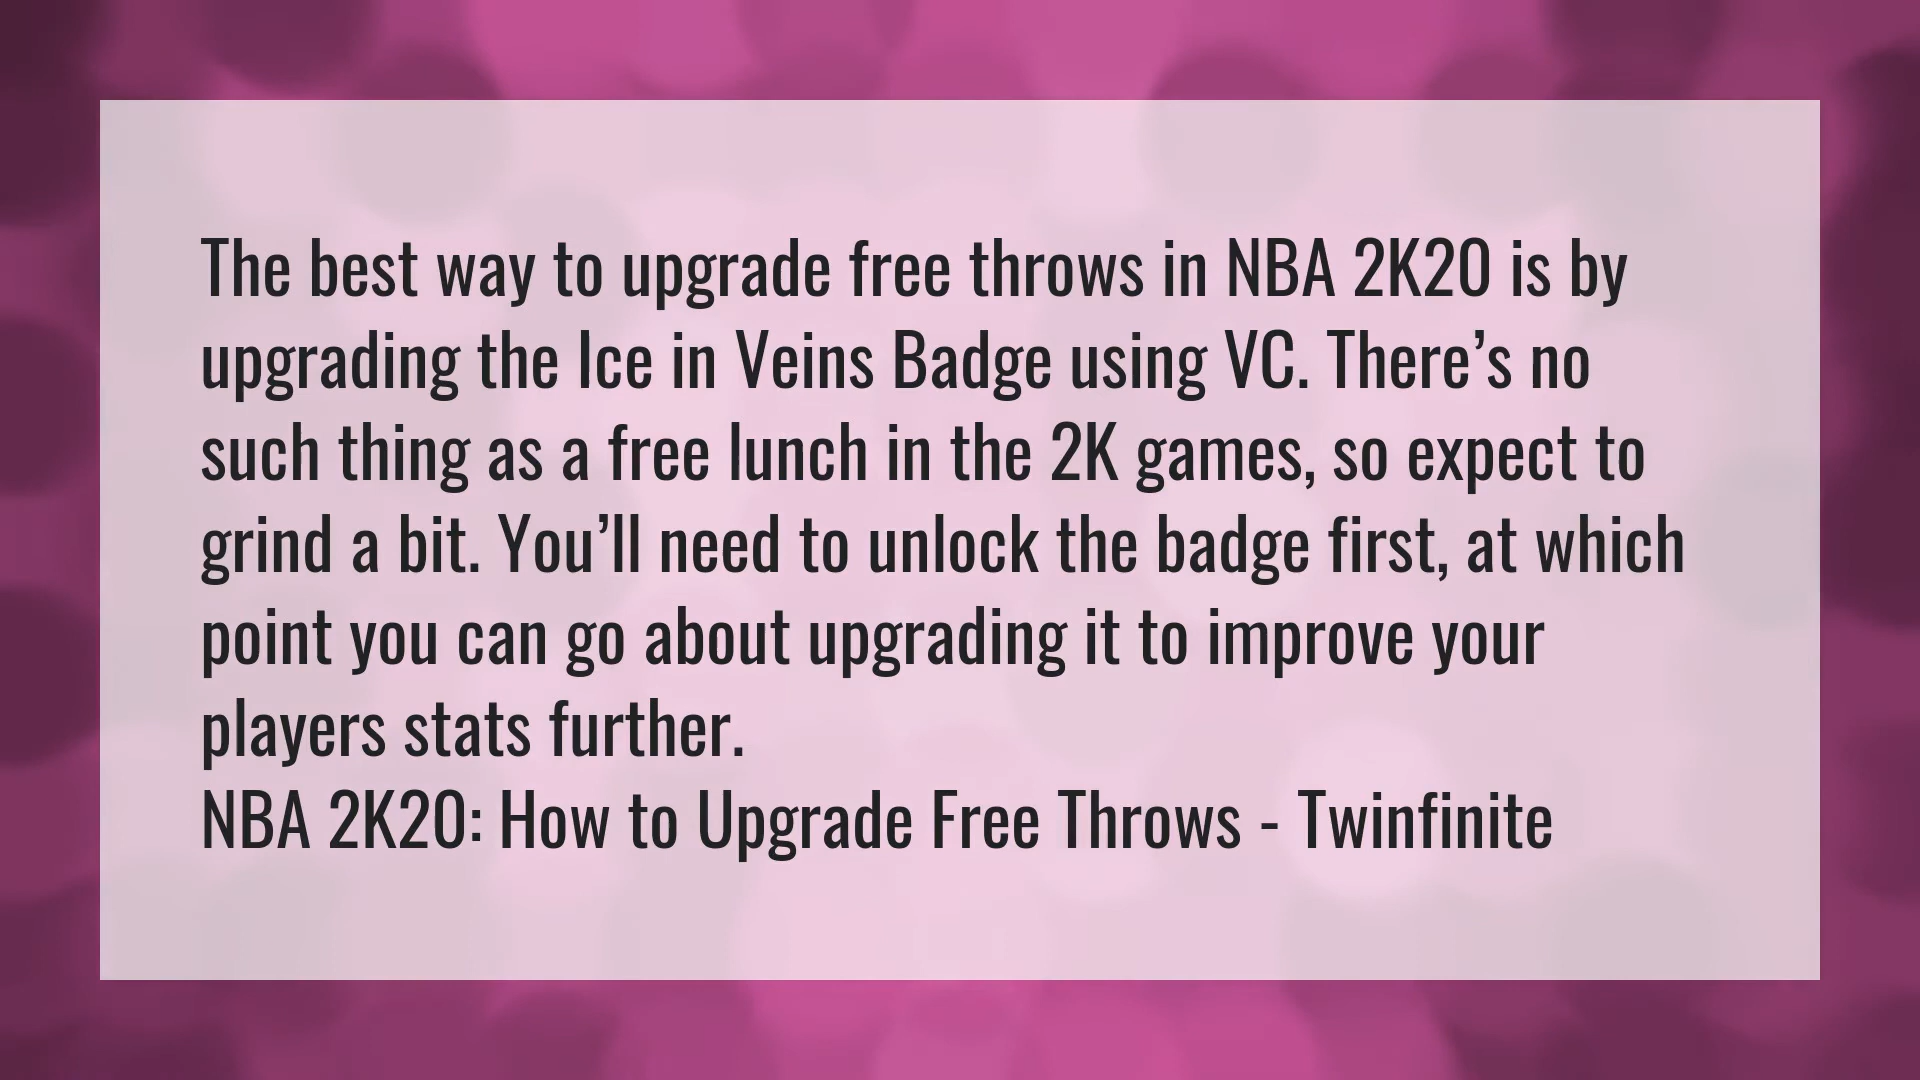 The best way to upgrade free throws in NBA 2K20 is by
upgrading the Ice in Veins Badge using VC. There’s no
such thing as a free lunch in the 2K games, so expect to
grind a bit. You’ll need to unlock the badge first, at which
point you can go about upgrading it to improve your
players stats further.
NBA 2K20: How to Upgrade Free Throws - Twinfinite